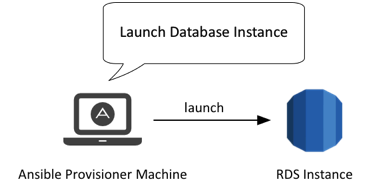 Launch Database Instance
launch
Ansible Provisioner Machine
RDS Instance